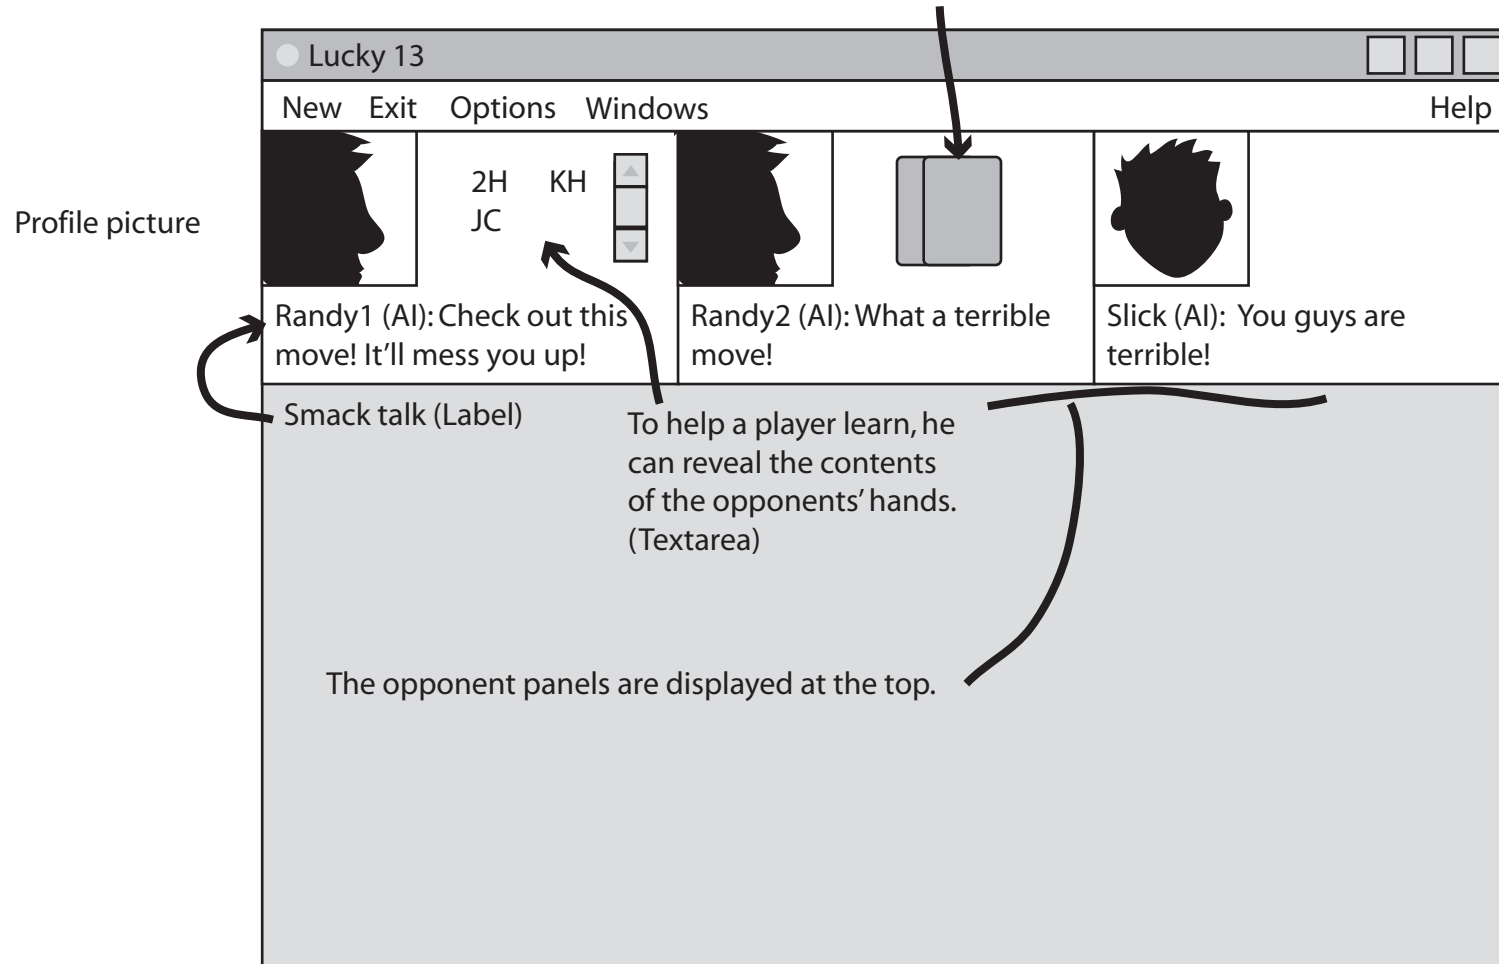 Lucky 13
New Exit Options Windows Help
Profile picture
2H KH
JC
Randy1 (AI): Check out this
move! It'll mess you up!
Randy2 (AI): What a terrible
move!
Slick (AI): You guys are
terrible!
Smack talk (Label)
To help a player learn, he
can reveal the contents
of the opponents' hands.
(Textarea)
The opponent panels are displayed at the top.